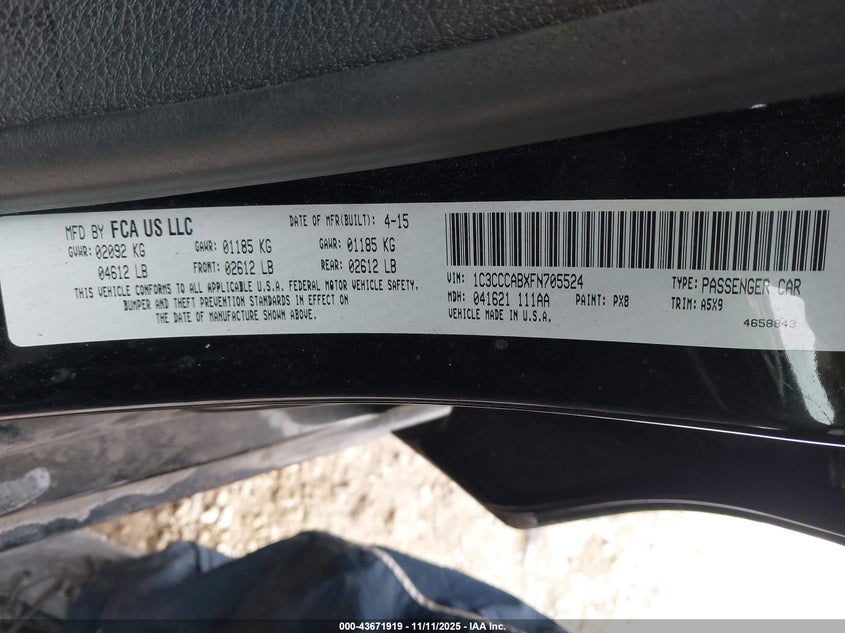 MFD BY FCA US LLC DATE OF MFR(BUILT): 4-15
GVWR: 02092 KG GAWR: 01185 KG GAWR: 01185 KG
04612 LB FRONT: 02612 LB REAR: 02612 LB
THIS VEHICLE CONFORMS TO ALL APPLICABLE U.S.A. FEDERAL MOTOR VEHICLE SAFETY,
BUMPER AND THEFT PREVENTION STANDARDS IN EFFECT ON
THE DATE OF MANUFACTURE SHOWN ABOVE.
VIN: 1C3CCCABXFN705524 TYPE: PASSENGER CAR
MDH: 041621 111AA PAINT: PX8 TRIM: A5X9
VEHICLE MADE IN U.S.A. 4658843
000-43671919 - 11/11/2025 - IAA Inc.